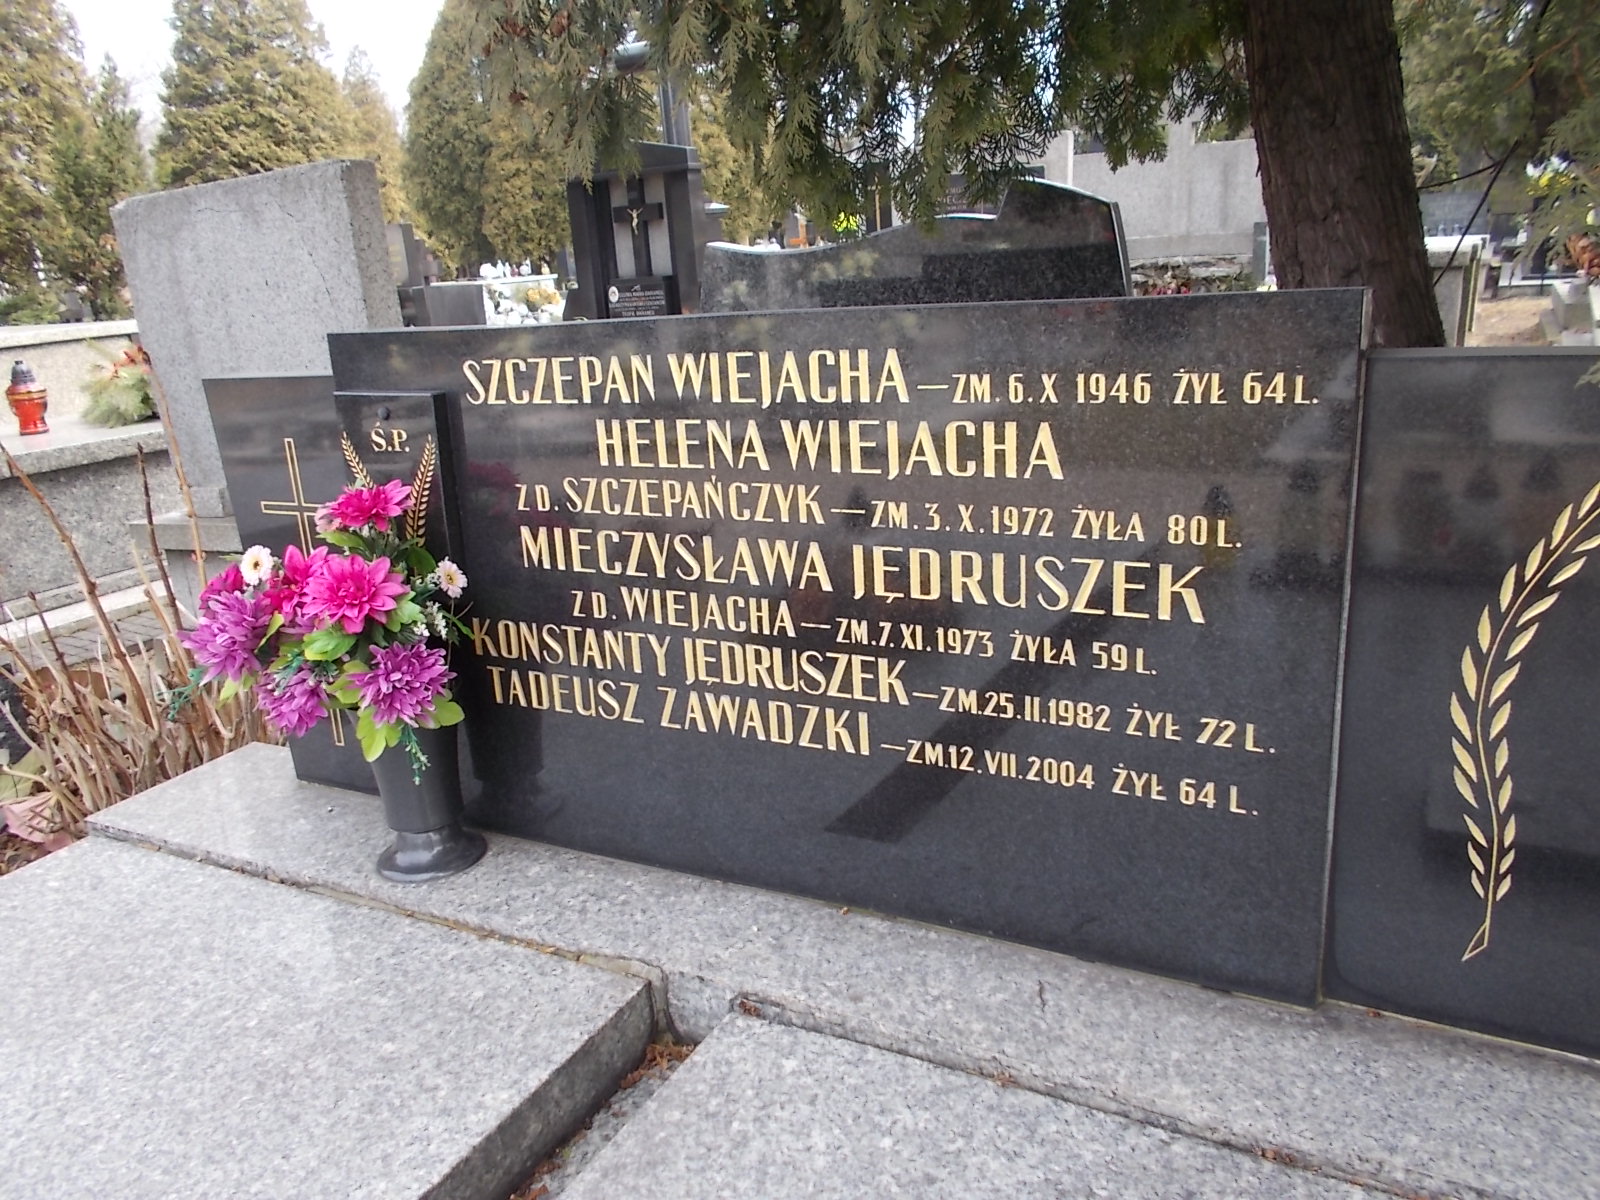 Ś.P.
SZCZEPAN WIEJACHA – ZM. 6. X 1946 ŻYŁ 64 L.
HELENA WIEJACHA
Z D. SZCZEPAŃCZYK – ZM. 3. X. 1972 ŻYŁA 80 L.
MIECZYSŁAWA JĘDRUSZEK
Z D. WIEJACHA – ZM. 7. XI. 1973 ŻYŁA 59 L.
KONSTANTY JĘDRUSZEK – ZM. 25. II. 1982 ŻYŁ 72 L.
TADEUSZ ZAWADZKI – ZM. 12. VII. 2004 ŻYŁ 64 L.